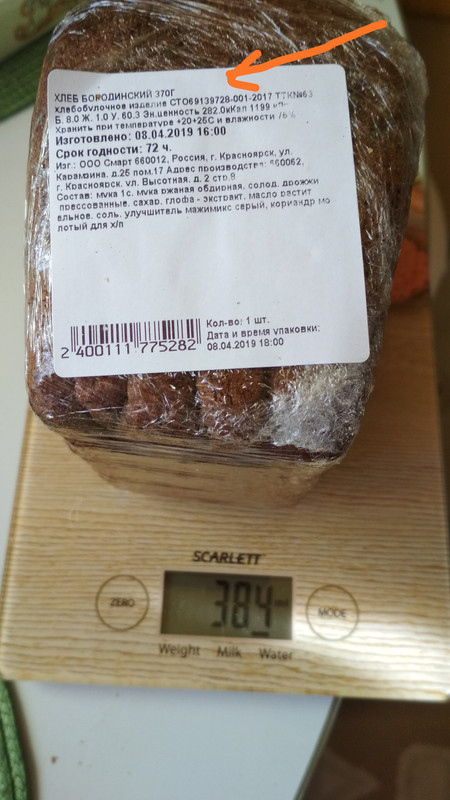 ХЛЕБ БОРОДИНСКИЙ 370Г
Хлебобулочное изделие СТО69139728-001-2017 ТТК№63
Б. 8.0 Ж. 1.0 У. 60.3 Эн.ценность 282.0кКал 1199
Хранить при температуре +20+25С и влажности 75%
Изготовлено: 08.04.2019 16:00
Срок годности: 72 ч.
Изг.: ООО Смарт 660012, Россия, г. Красноярск, ул.
Карамзина, д.25 пом.17 Адрес производства: 660062,
г. Красноярск, ул. Высотная, д. 2 стр.8
Состав: мука 1с, мука ржаная обдирная, солод, дрожжи
прессованные, сахар, глофа - экстракт, масло растит
ельное, соль, улучшитель мажимикс серый, кориандр мо
лотый для х/п
Кол-во: 1 шт.
Дата и время упаковки:
08.04.2019 18:00
2 400111 775282
SCARLETT
ZERO
384
MODE
Weight Milk Water